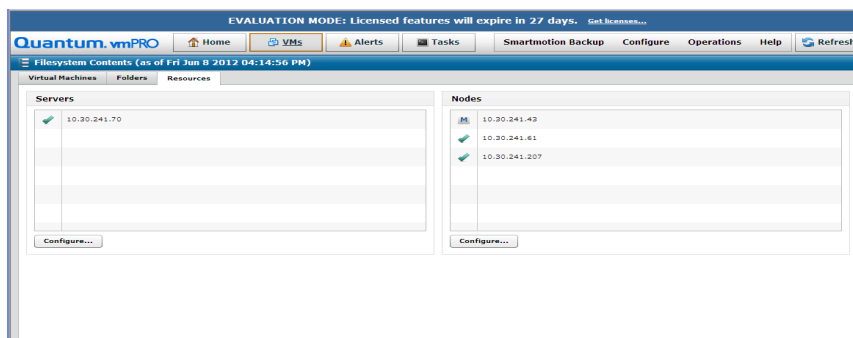 EVALUATION MODE: Licensed features will expire in 27 days. Get licenses...
Quantum. vmPRO Home VMs Alerts Tasks Smartmotion Backup Configure Operations Help Refresh
Filesystem Contents (as of Fri Jun 8 2012 04:14:56 PM)
Virtual Machines Folders Resources
Servers
10.30.241.70
Configure...
Nodes
M 10.30.241.43
10.30.241.61
10.30.241.207
Configure...